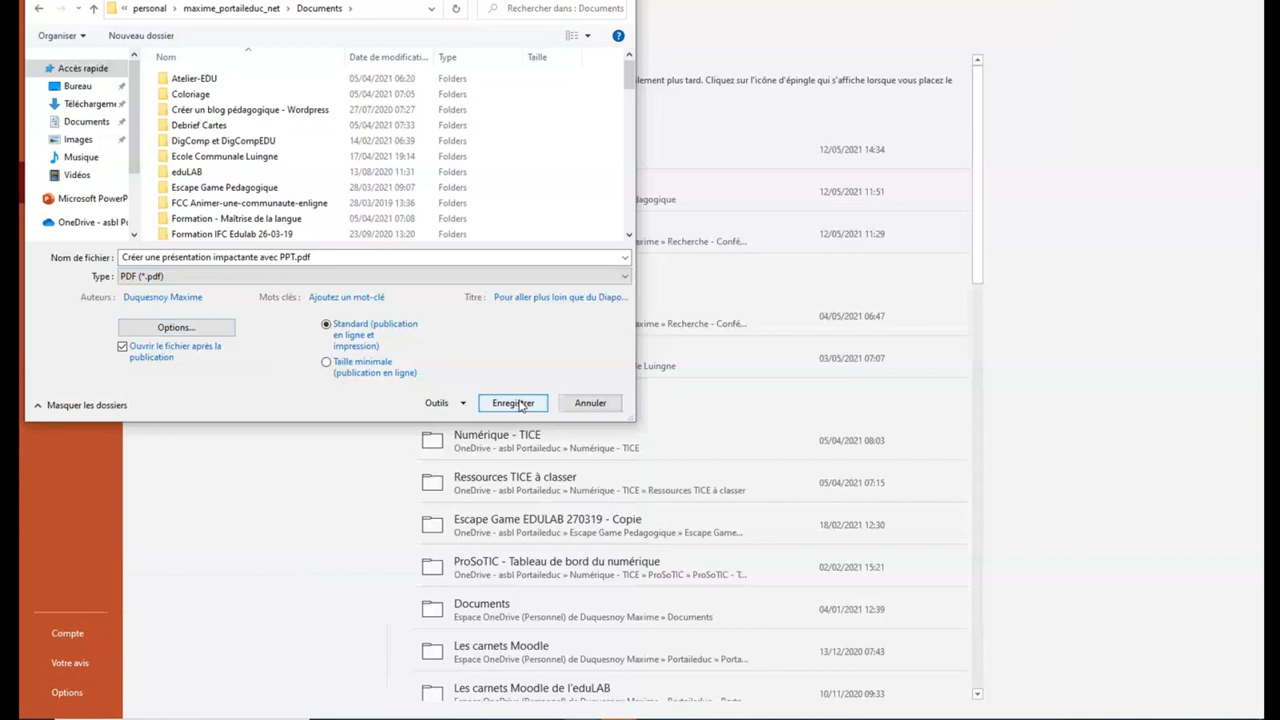 « personal › maxime_portaileduc_net › Documents ›
Rechercher dans : Documents
Organiser Nouveau dossier
Nom Date de modificati... Type Taille
Accès rapide
Bureau
Téléchargem
Documents
Images
Musique
Vidéos
Microsoft PowerP
OneDrive - asbl Po
Atelier-EDU 05/04/2021 06:20 Folders
Coloriage 05/04/2021 07:05 Folders
Créer un blog pédagogique - Wordpress 27/07/2020 07:27 Folders
Debrief Cartes 05/04/2021 07:33 Folders
DigComp et DigCompEDU 14/02/2021 06:39 Folders
Ecole Communale Luingne 17/04/2021 19:14 Folders
eduLAB 13/08/2020 11:31 Folders
Escape Game Pedagogique 28/03/2021 09:07 Folders
FCC Animer-une-communaute-enligne 28/03/2019 13:36 Folders
Formation - Maîtrise de la langue 05/04/2021 07:08 Folders
Formation IFC Edulab 26-03-19 23/09/2020 13:20 Folders
Nom de fichier : Créer une présentation impactante avec PPT.pdf
Type : PDF (*.pdf)
Auteurs : Duquesnoy Maxime Mots clés : Ajoutez un mot-clé Titre : Pour aller plus loin que du Diapo...
Options...
Ouvrir le fichier après la
publication
Standard (publication
en ligne et
impression)
Taille minimale
(publication en ligne)
Masquer les dossiers
Outils Enregistrer Annuler
lement plus tard. Cliquez sur l'icône d'épingle qui s'affiche lorsque vous placez le
12/05/2021 14:34
12/05/2021 11:51
agogique
12/05/2021 11:29
axime » Recherche - Confé...
04/05/2021 06:47
axime » Recherche - Confé...
03/05/2021 07:07
e Luingne
Numérique - TICE 05/04/2021 08:03
OneDrive - asbl Portaileduc » Numérique - TICE
Ressources TICE à classer 05/04/2021 07:15
OneDrive - asbl Portaileduc » Numérique - TICE » Ressources TICE à classer
Escape Game EDULAB 270319 - Copie 18/02/2021 12:30
OneDrive - asbl Portaileduc » Escape Game Pedagogique » Escape Game...
ProSoTIC - Tableau de bord du numérique 02/02/2021 15:21
OneDrive - asbl Portaileduc » Numérique - TICE » ProSoTIC » ProSoTIC - T...
Documents 04/01/2021 12:39
Espace OneDrive (Personnel) de Duquesnoy Maxime » Documents
Les carnets Moodle 13/12/2020 07:43
Espace OneDrive (Personnel) de Duquesnoy Maxime » Portaileduc » Porta...
Les carnets Moodle de l'eduLAB 10/11/2020 09:33
Espace OneDrive (Personnel) de Duquesnoy Maxime » Portaileduc » Portai...
Compte
Votre avis
Options